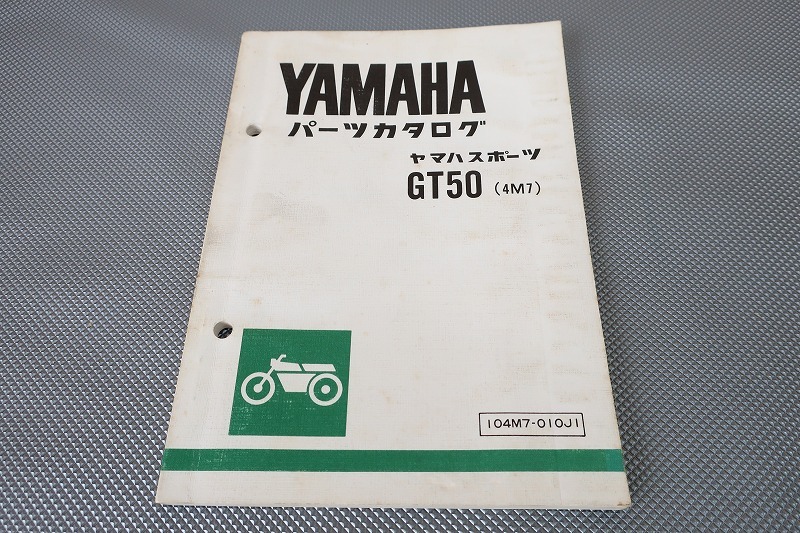 YAMAHA
パーツカタログ
ヤマハスポーツ
GT50 (4M7)
104M7-010J1